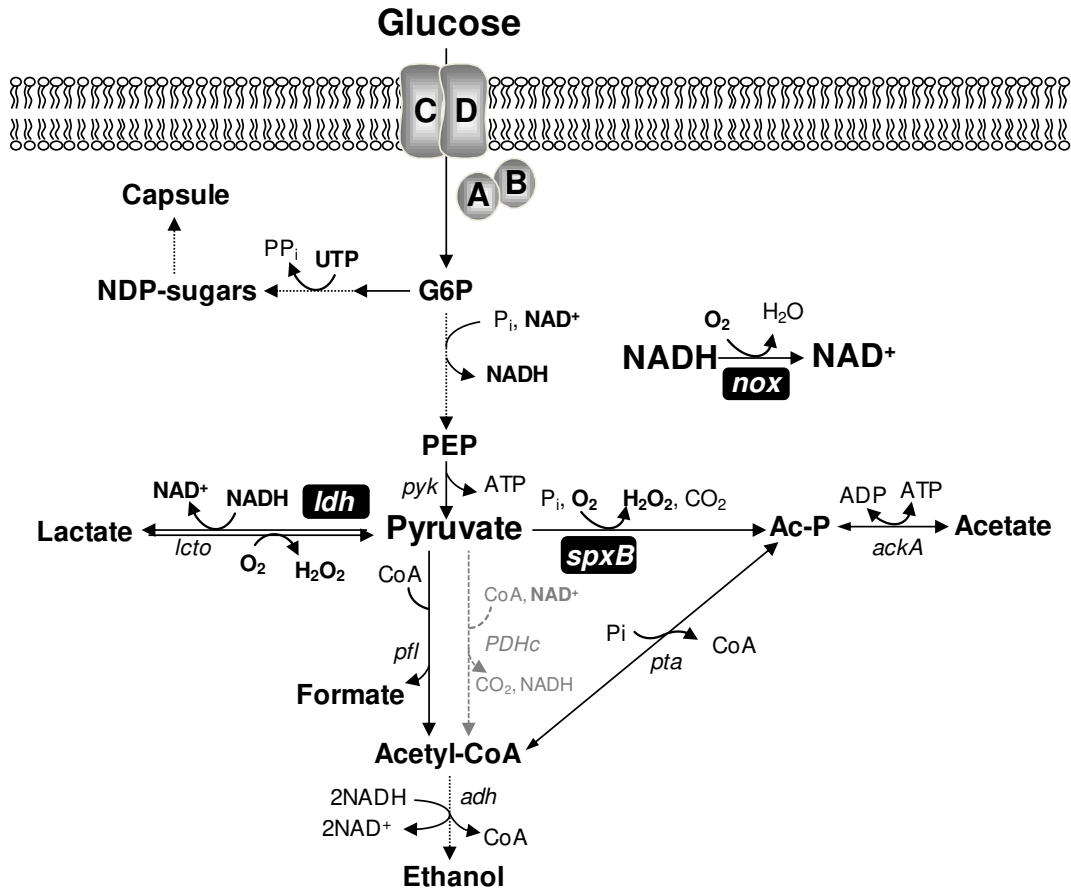 Glucose
C D
A B
Capsule
PPi UTP
NDP-sugars G6P
Pi, NAD+
NADH
O2 H2O
NADH NAD+
nox
PEP
pyk ATP
NAD+ NADH ldh
Lactate Pyruvate
lcto
O2 H2O2
Pi, O2 H2O2, CO2
spxB
Ac-P
ADP ATP
Acetate
ackA
CoA
CoA, NAD+
pfl PDHc
CO2, NADH
Formate
Pi CoA
pta
Acetyl-CoA
2NADH adh
2NAD+ CoA
Ethanol